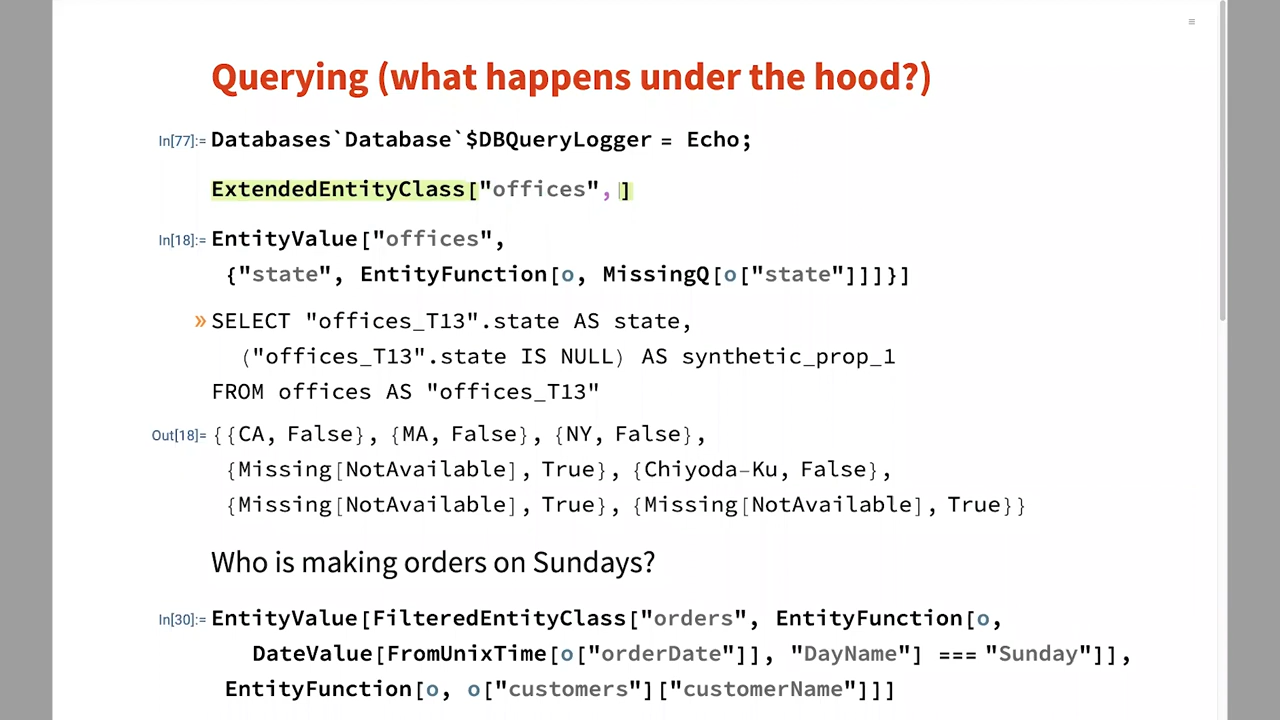 Querying (what happens under the hood?)
In[77]:= Databases`Database`$DBQueryLogger = Echo;
ExtendedEntityClass["offices", ]
In[18]:= EntityValue["offices",
{"state", EntityFunction[o, MissingQ[o["state"]]]}]
» SELECT "offices_T13".state AS state,
("offices_T13".state IS NULL) AS synthetic_prop_1
FROM offices AS "offices_T13"
Out[18]= {{CA, False}, {MA, False}, {NY, False},
{Missing[NotAvailable], True}, {Chiyoda-Ku, False},
{Missing[NotAvailable], True}, {Missing[NotAvailable], True}}
Who is making orders on Sundays?
In[30]:= EntityValue[FilteredEntityClass["orders", EntityFunction[o,
DateValue[FromUnixTime[o["orderDate"]], "DayName"] === "Sunday"]],
EntityFunction[o, o["customers"]["customerName"]]]